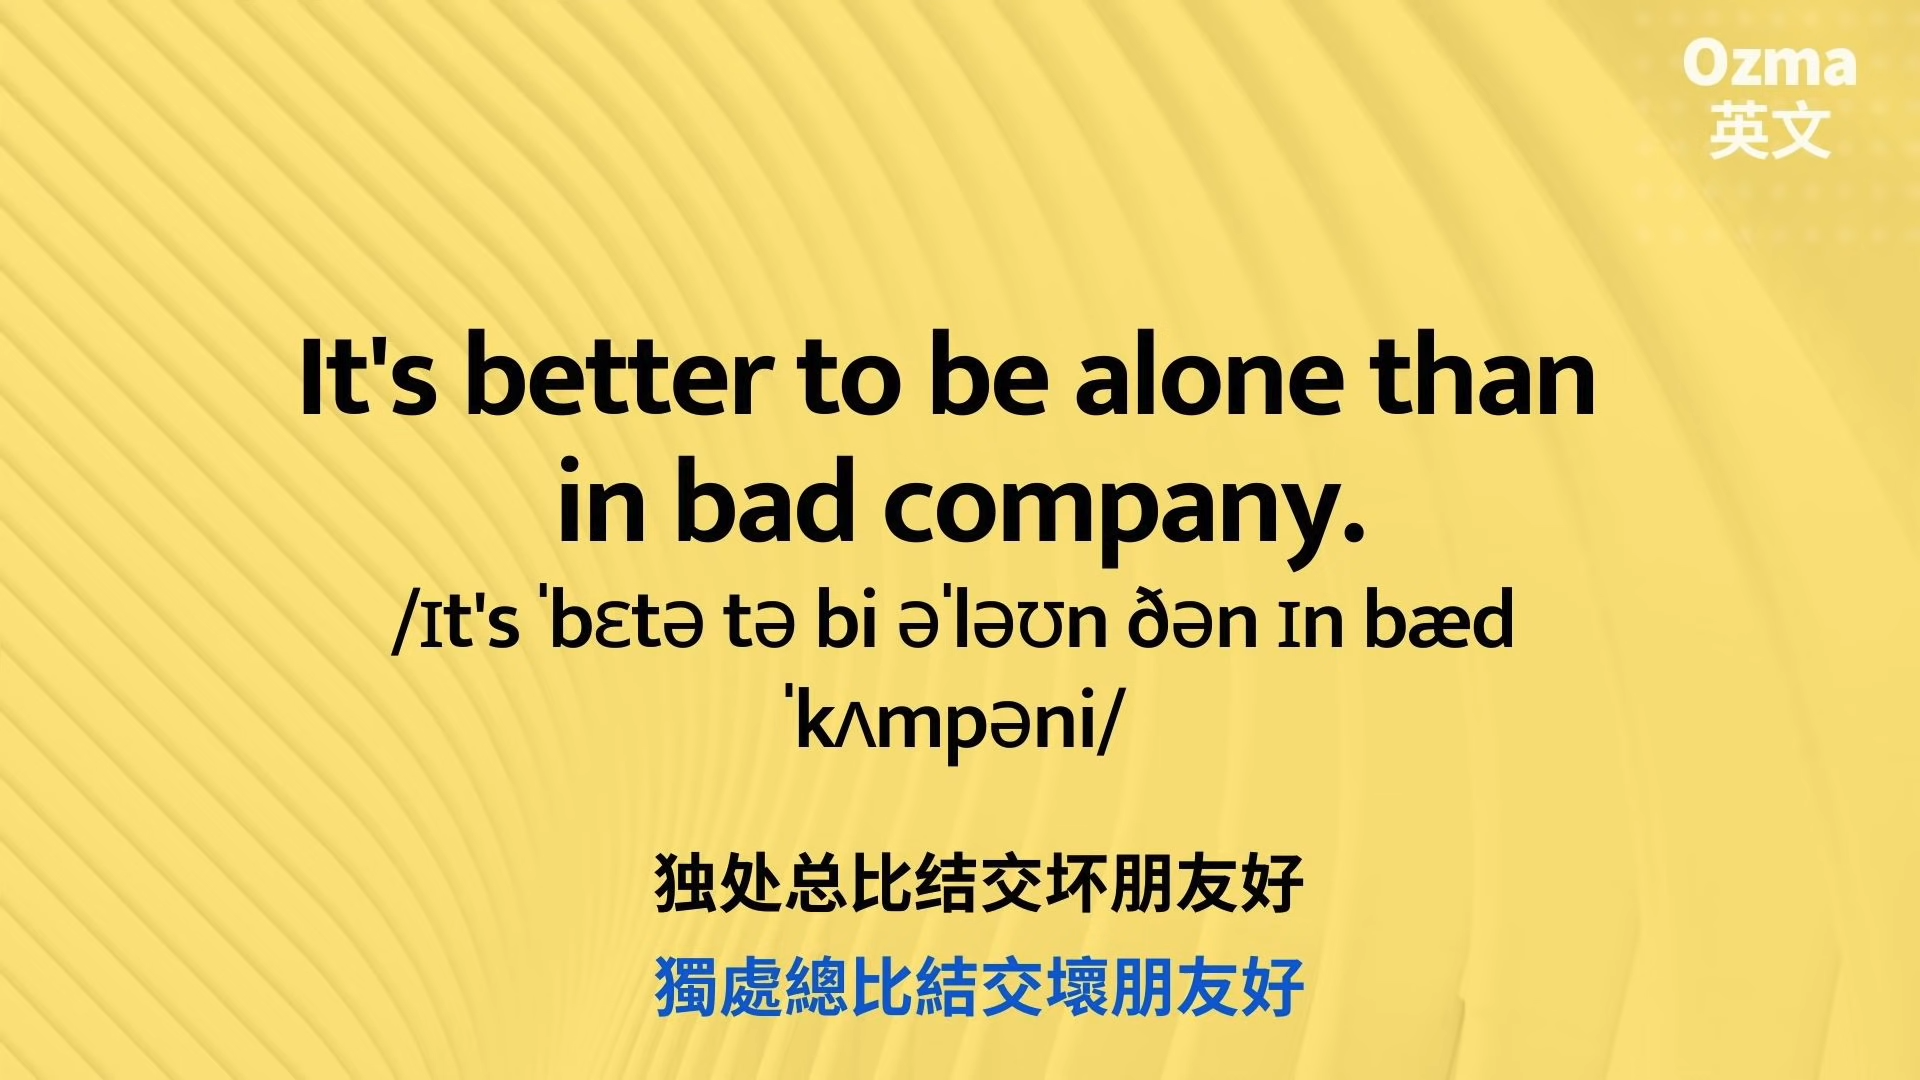 Ozma
英文
It's better to be alone than
in bad company.
/ɪt's ˈbɛtə tə bi əˈləʊn ðən ɪn bæd
ˈkʌmpəni/
独处总比结交坏朋友好
獨處總比結交壞朋友好